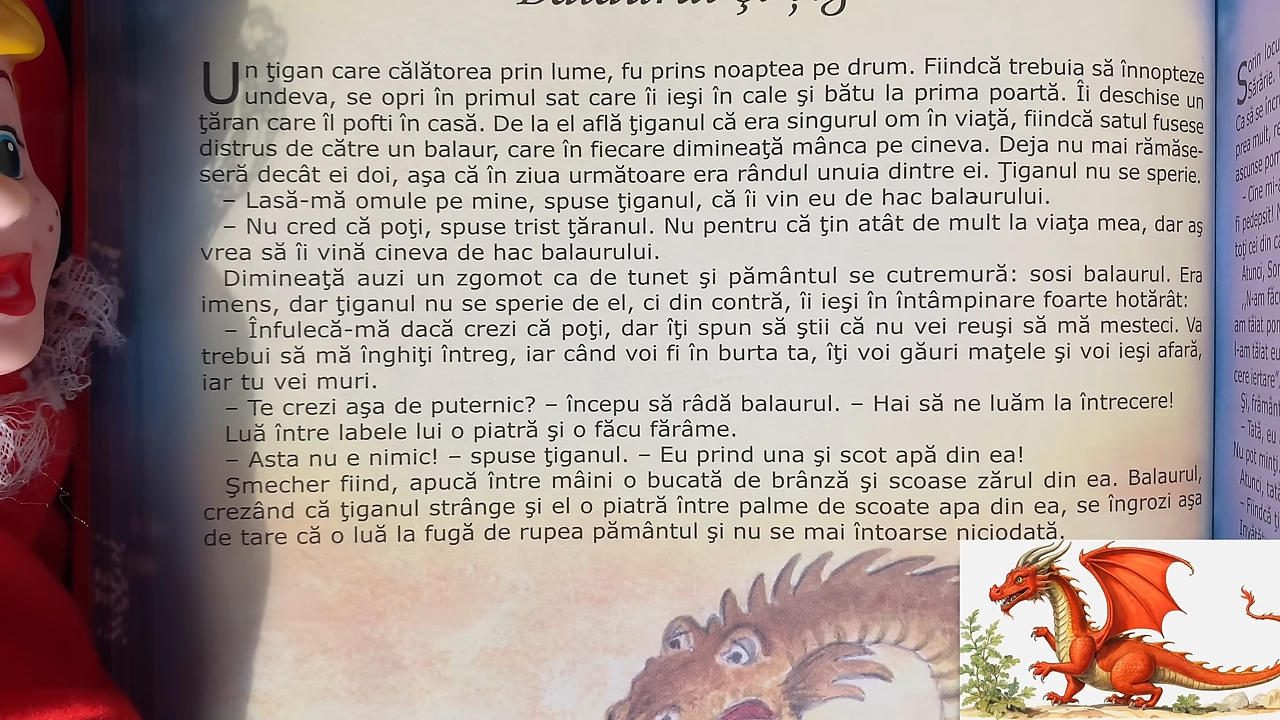 Un ţigan care călătorea prin lume, fu prins noaptea pe drum. Fiindcă trebuia să înnopteze
undeva, se opri în primul sat care îi ieşi în cale şi bătu la prima poartă. Îi deschise un
ţăran care îl pofti în casă. De la el află ţiganul că era singurul om în viaţă, fiindcă satul fusese
distrus de către un balaur, care în fiecare dimineaţă mânca pe cineva. Deja nu mai rămăse-
seră decât ei doi, aşa că în ziua următoare era rândul unuia dintre ei. Ţiganul nu se sperie.
– Lasă-mă omule pe mine, spuse ţiganul, că îi vin eu de hac balaurului.
– Nu cred că poţi, spuse trist ţăranul. Nu pentru că ţin atât de mult la viaţa mea, dar aş
vrea să îi vină cineva de hac balaurului.
Dimineaţă auzi un zgomot ca de tunet şi pământul se cutremură: sosi balaurul. Era
imens, dar ţiganul nu se sperie de el, ci din contră, îi ieşi în întâmpinare foarte hotărât:
– Înfulecă-mă dacă crezi că poţi, dar îţi spun să ştii că nu vei reuşi să mă mesteci. Va
trebui să mă înghiţi întreg, iar când voi fi în burta ta, îţi voi găuri maţele şi voi ieşi afară,
iar tu vei muri.
– Te crezi aşa de puternic? – începu să râdă balaurul. – Hai să ne luăm la întrecere!
Luă între labele lui o piatră şi o făcu fărâme.
– Asta nu e nimic! – spuse ţiganul. – Eu prind una şi scot apă din ea!
Şmecher fiind, apucă între mâini o bucată de brânză şi scoase zărul din ea. Balaurul,
crezând că ţiganul strânge şi el o piatră între palme de scoate apa din ea, se îngrozi aşa
de tare că o luă la fugă de rupea pământul şi nu se mai întoarse niciodată.